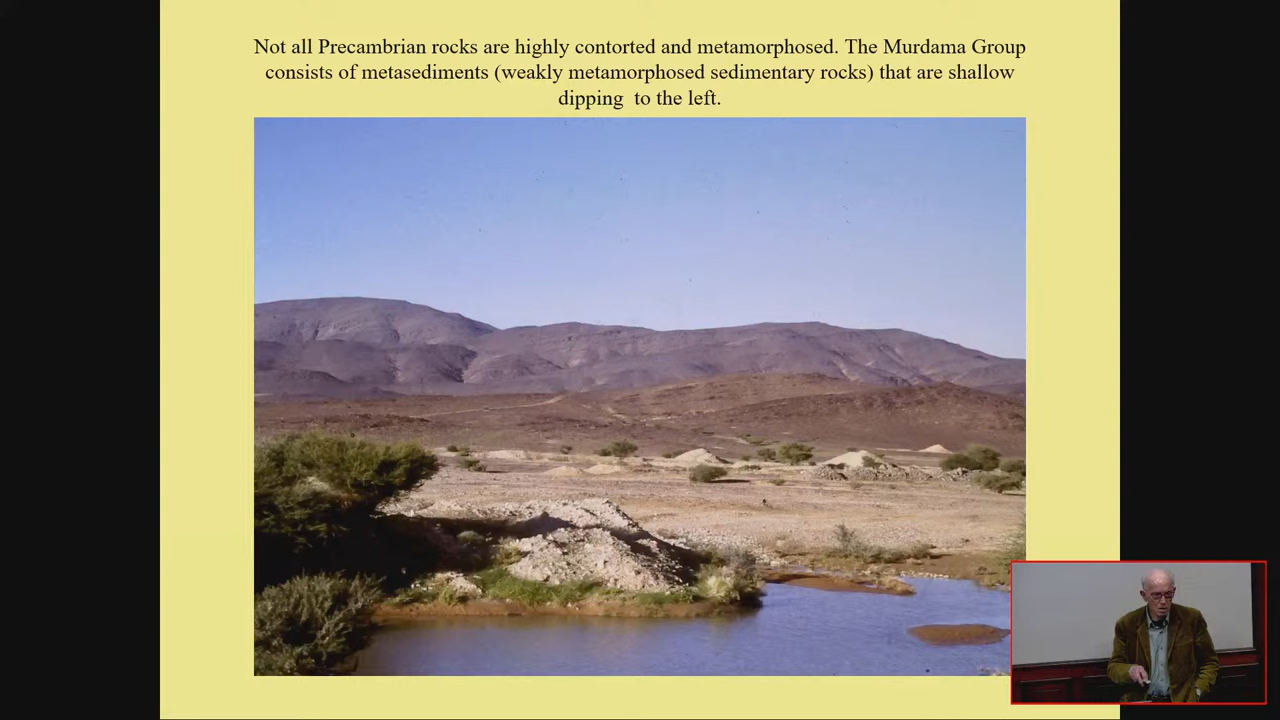 Not all Precambrian rocks are highly contorted and metamorphosed. The Murdama Group
consists of metasediments (weakly metamorphosed sedimentary rocks) that are shallow
dipping to the left.